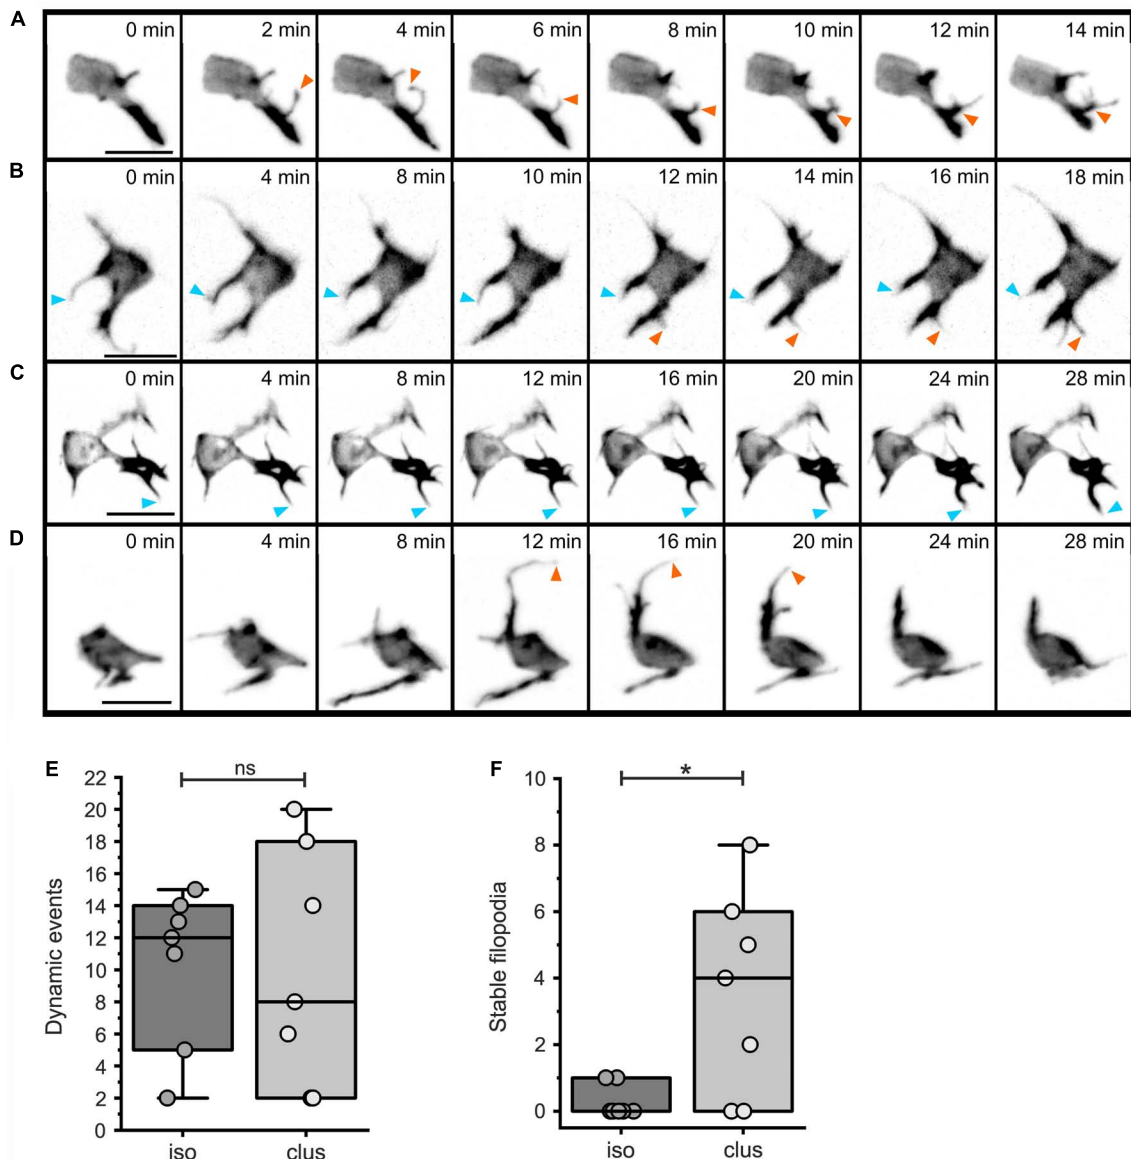 A
0 min 2 min 4 min 6 min 8 min 10 min 12 min 14 min
B
0 min 4 min 8 min 10 min 12 min 14 min 16 min 18 min
C
0 min 4 min 8 min 12 min 16 min 20 min 24 min 28 min
D
0 min 4 min 8 min 12 min 16 min 20 min 24 min 28 min
E
ns
22
20
18
16
14
12
10
8
6
4
2
0
Dynamic events
iso clus
F
*
10
8
6
4
2
0
Stable filopodia
iso clus